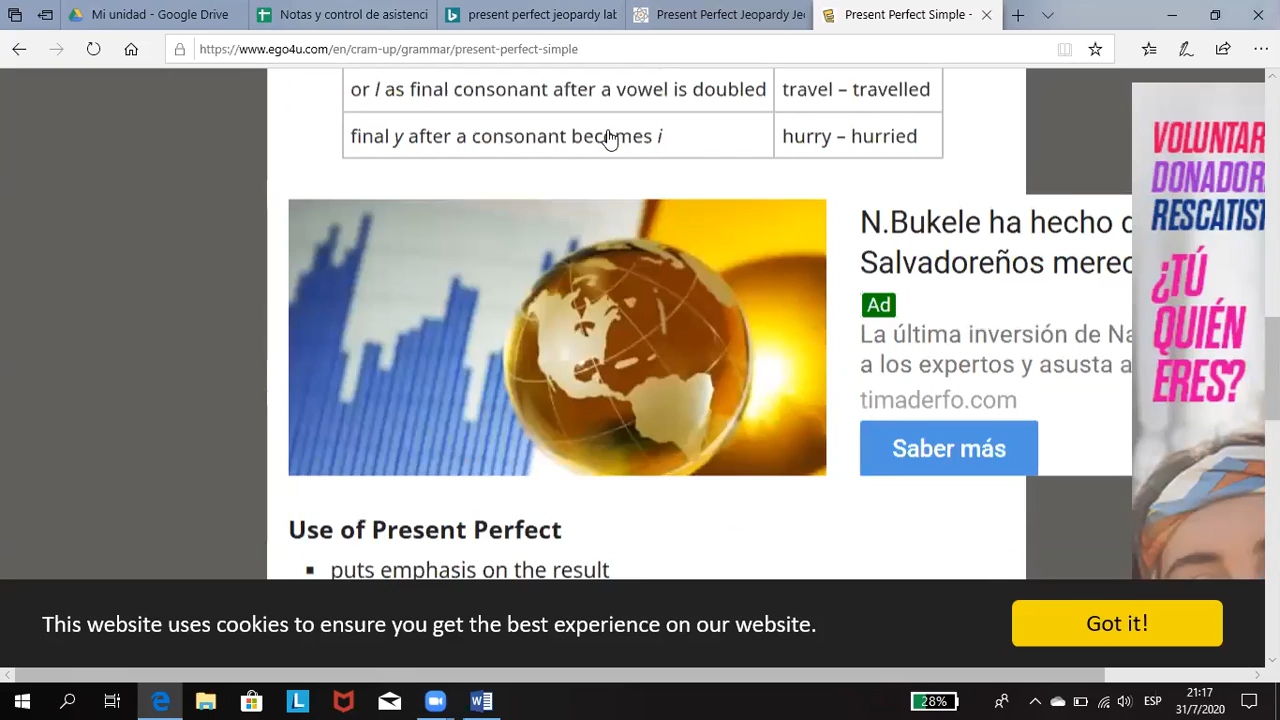 Mi unidad - Google Drive
Notas y control de asistenci
present perfect jeopardy lab
Present Perfect Jeopardy Jeo
Present Perfect Simple -
https://www.ego4u.com/en/cram-up/grammar/present-perfect-simple
or l as final consonant after a vowel is doubled
travel – travelled
final y after a consonant becomes i
hurry – hurried
N.Bukele ha hecho
Salvadoreños merec
Ad
La última inversión de Na
a los expertos y asusta a
timaderfo.com
Saber más
VOLUNTAR
DONADOR
RESCATIST
¿TÚ
QUIÉN
ERES?
Use of Present Perfect
puts emphasis on the result
This website uses cookies to ensure you get the best experience on our website.
Got it!
28%
ESP
21:17
31/7/2020